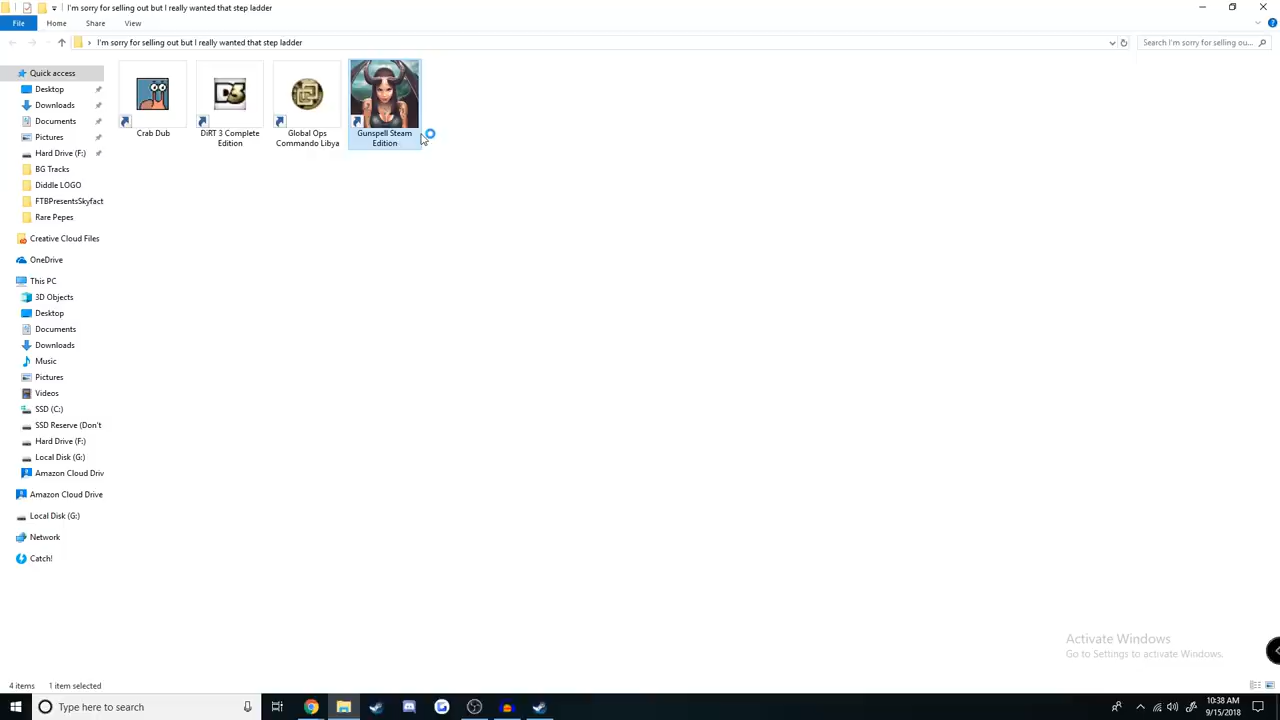 I'm sorry for selling out but I really wanted that step ladder
File
Home
Share
View
I'm sorry for selling out but I really wanted that step ladder
Search I'm sorry for selling ou...
Quick access
Desktop
Downloads
Documents
Pictures
Hard Drive (F:)
BG Tracks
Diddle LOGO
FTBPresentsSkyfact
Rare Pepes
Creative Cloud Files
OneDrive
This PC
3D Objects
Desktop
Documents
Downloads
Music
Pictures
Videos
SSD (C:)
SSD Reserve (Don't
Hard Drive (F:)
Local Disk (G:)
Amazon Cloud Driv
Amazon Cloud Drive
Local Disk (G:)
Network
Catch!
Crab Dub
DiRT 3 Complete
Edition
D3
Global Ops
Commando Libya
Gunspell Steam
Edition
Activate Windows
Go to Settings to activate Windows.
4 items
1 item selected
Type here to search
10:38 AM
9/15/2018